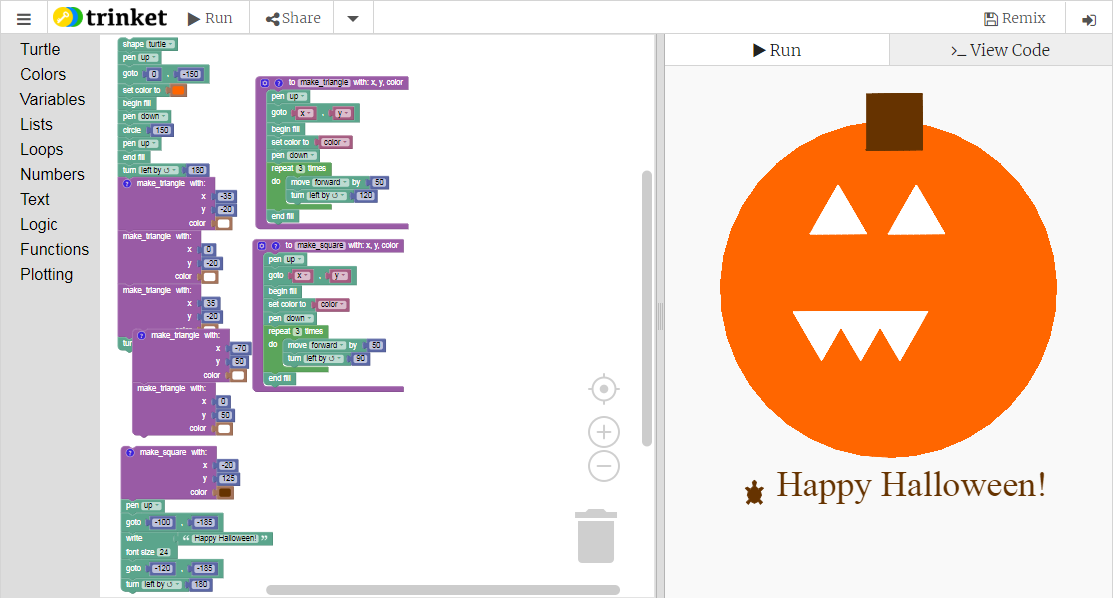 trinket Run Share Remix
Turtle
Colors
Variables
Lists
Loops
Numbers
Text
Logic
Functions
Plotting
shape turtle
pen up
goto 0 , -150
set color to
begin fill
pen down
circle 150
pen up
end fill
turn left by ↺ 180
make_triangle with:
x -35
y -20
color
make_triangle with:
x 0
y -20
color
make_triangle with:
x 35
y -20
make_triangle with:
x -70
y 50
color
make_triangle with:
x 0
y 50
color
make_square with:
x -20
y 125
color
pen up
goto -100 , -185
write “ Happy Halloween! ”
font size 24
goto -120 , -185
turn left by ↺ 180
to make_triangle with: x, y, color
pen up
goto x , y
begin fill
set color to color
pen down
repeat 3 times
do move forward by 50
turn left by ↺ 120
end fill
to make_square with: x, y, color
pen up
goto x , y
begin fill
set color to color
pen down
repeat 3 times
do move forward by 50
turn left by ↺ 90
end fill
Run >_ View Code
Happy Halloween!